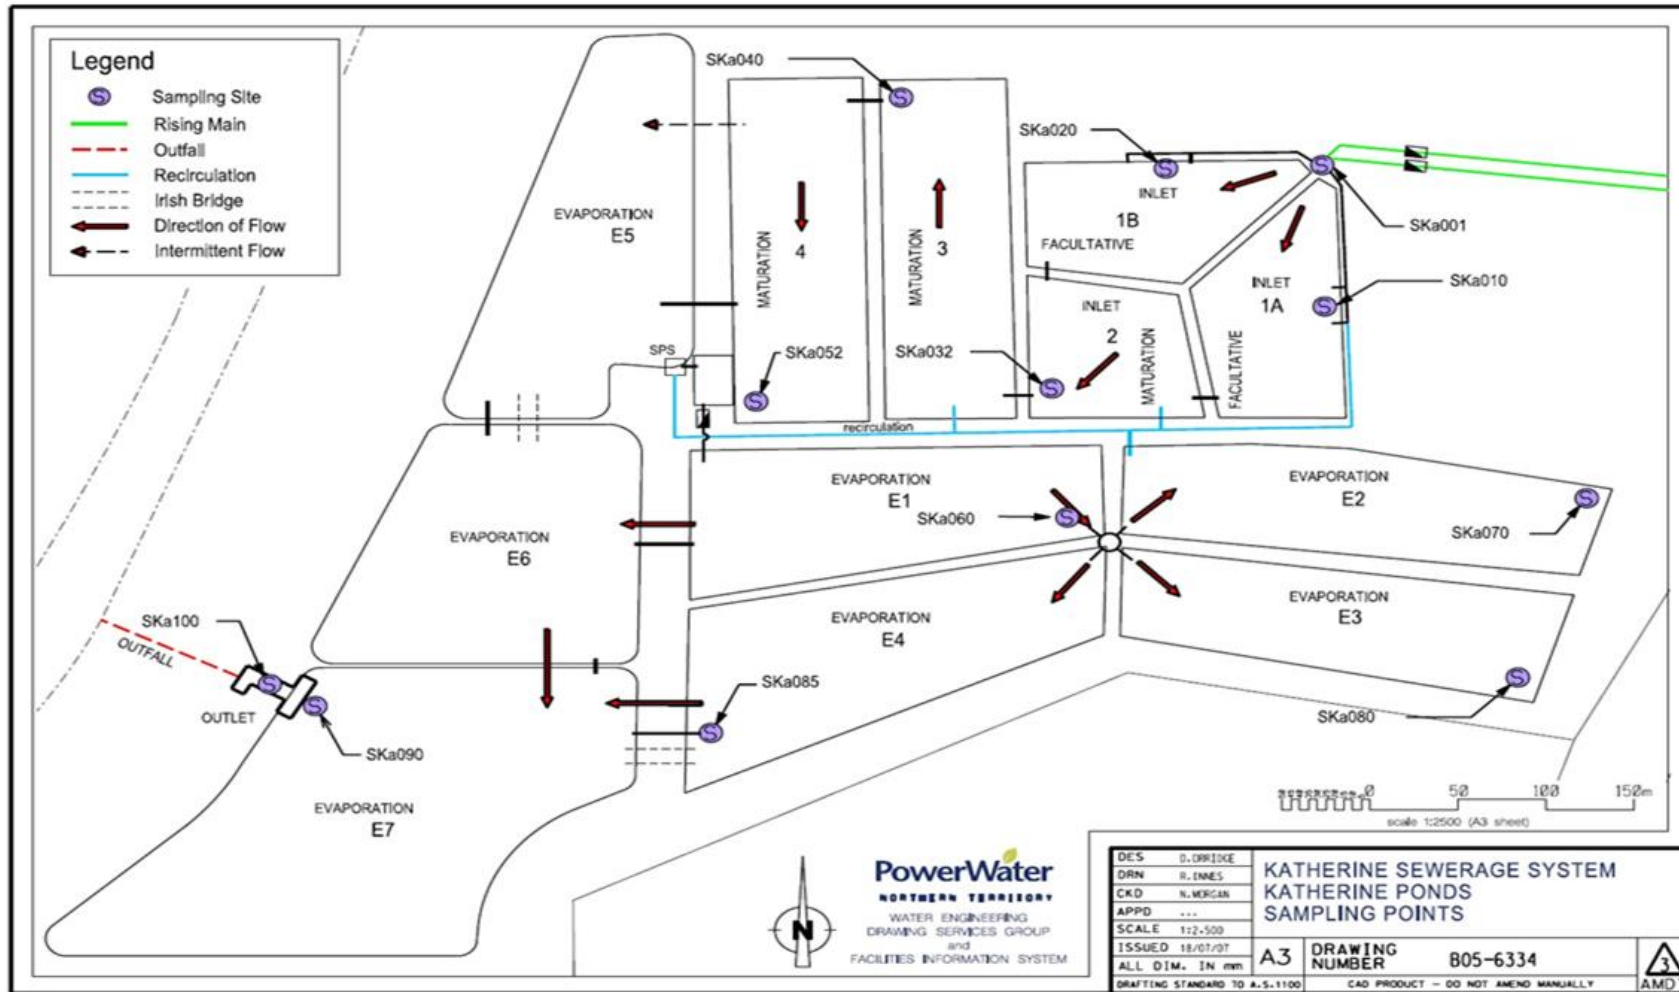 Legend
Sampling Site
Rising Main
Outfall
Recirculation
Irish Bridge
Direction of Flow
Intermittent Flow
SKa040
SKa020
SKa001
SKa010
SKa052
SKa032
EVAPORATION
E5
MATURATION
4
MATURATION
3
INLET
1B
FACULTATIVE
INLET
1A
FACULTATIVE
INLET
2
MATURATION
SPS
recirculation
EVAPORATION
E1
SKa060
EVAPORATION
E2
SKa070
EVAPORATION
E6
EVAPORATION
E4
EVAPORATION
E3
SKa080
SKa085
SKa100
OUTFALL
OUTLET
SKa090
EVAPORATION
E7
0 50 100 150m
scale 1:2500 (A3 sheet)
N
PowerWater
NORTHERN TERRITORY
WATER ENGINEERING
DRAWING SERVICES GROUP
and
FACILITIES INFORMATION SYSTEM
DES D.ORRIDGE
DRN R.INNES
CKD N.MORGAN
APPD ...
SCALE 1:2.500
ISSUED 18/07/07
ALL DIM. IN mm
DRAFTING STANDARD TO A.S.1100
KATHERINE SEWERAGE SYSTEM
KATHERINE PONDS
SAMPLING POINTS
A3
DRAWING NUMBER B05-6334
CAD PRODUCT - DO NOT AMEND MANUALLY
3
AMD